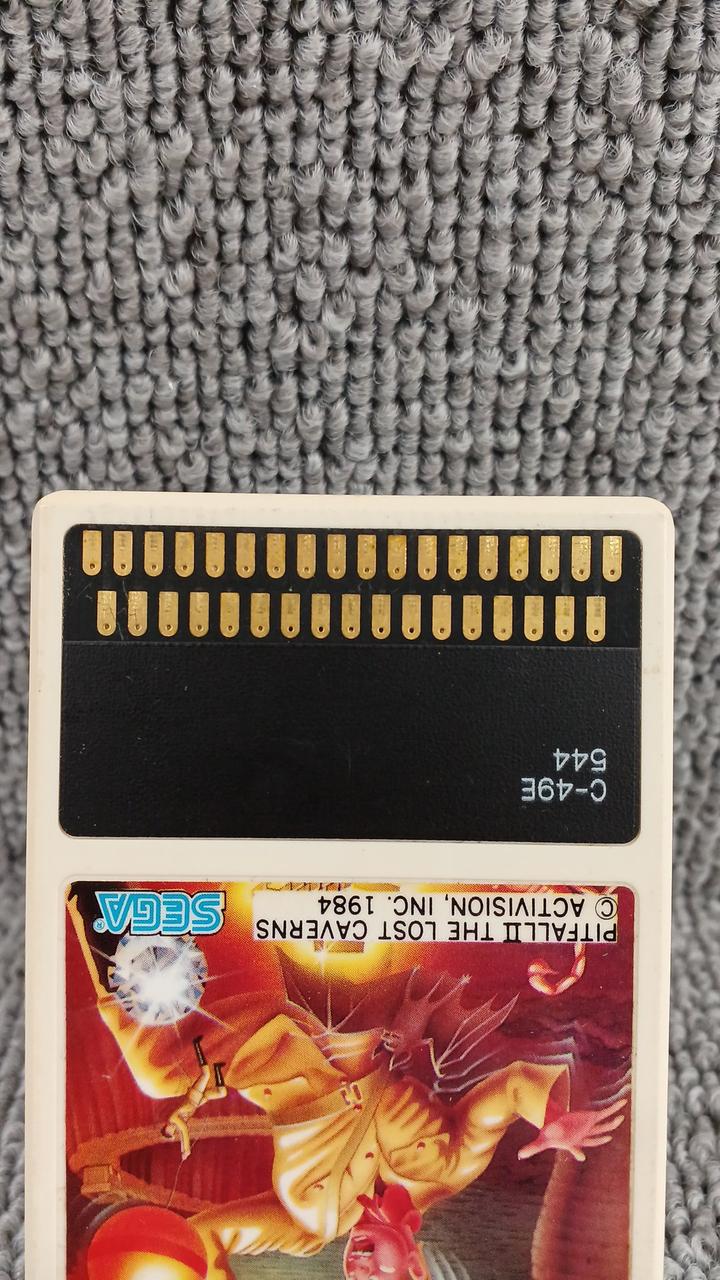 SEGA®
PITFALLII THE LOST CAVERNS
© ACTIVISION, INC. 1984
C-49E
544